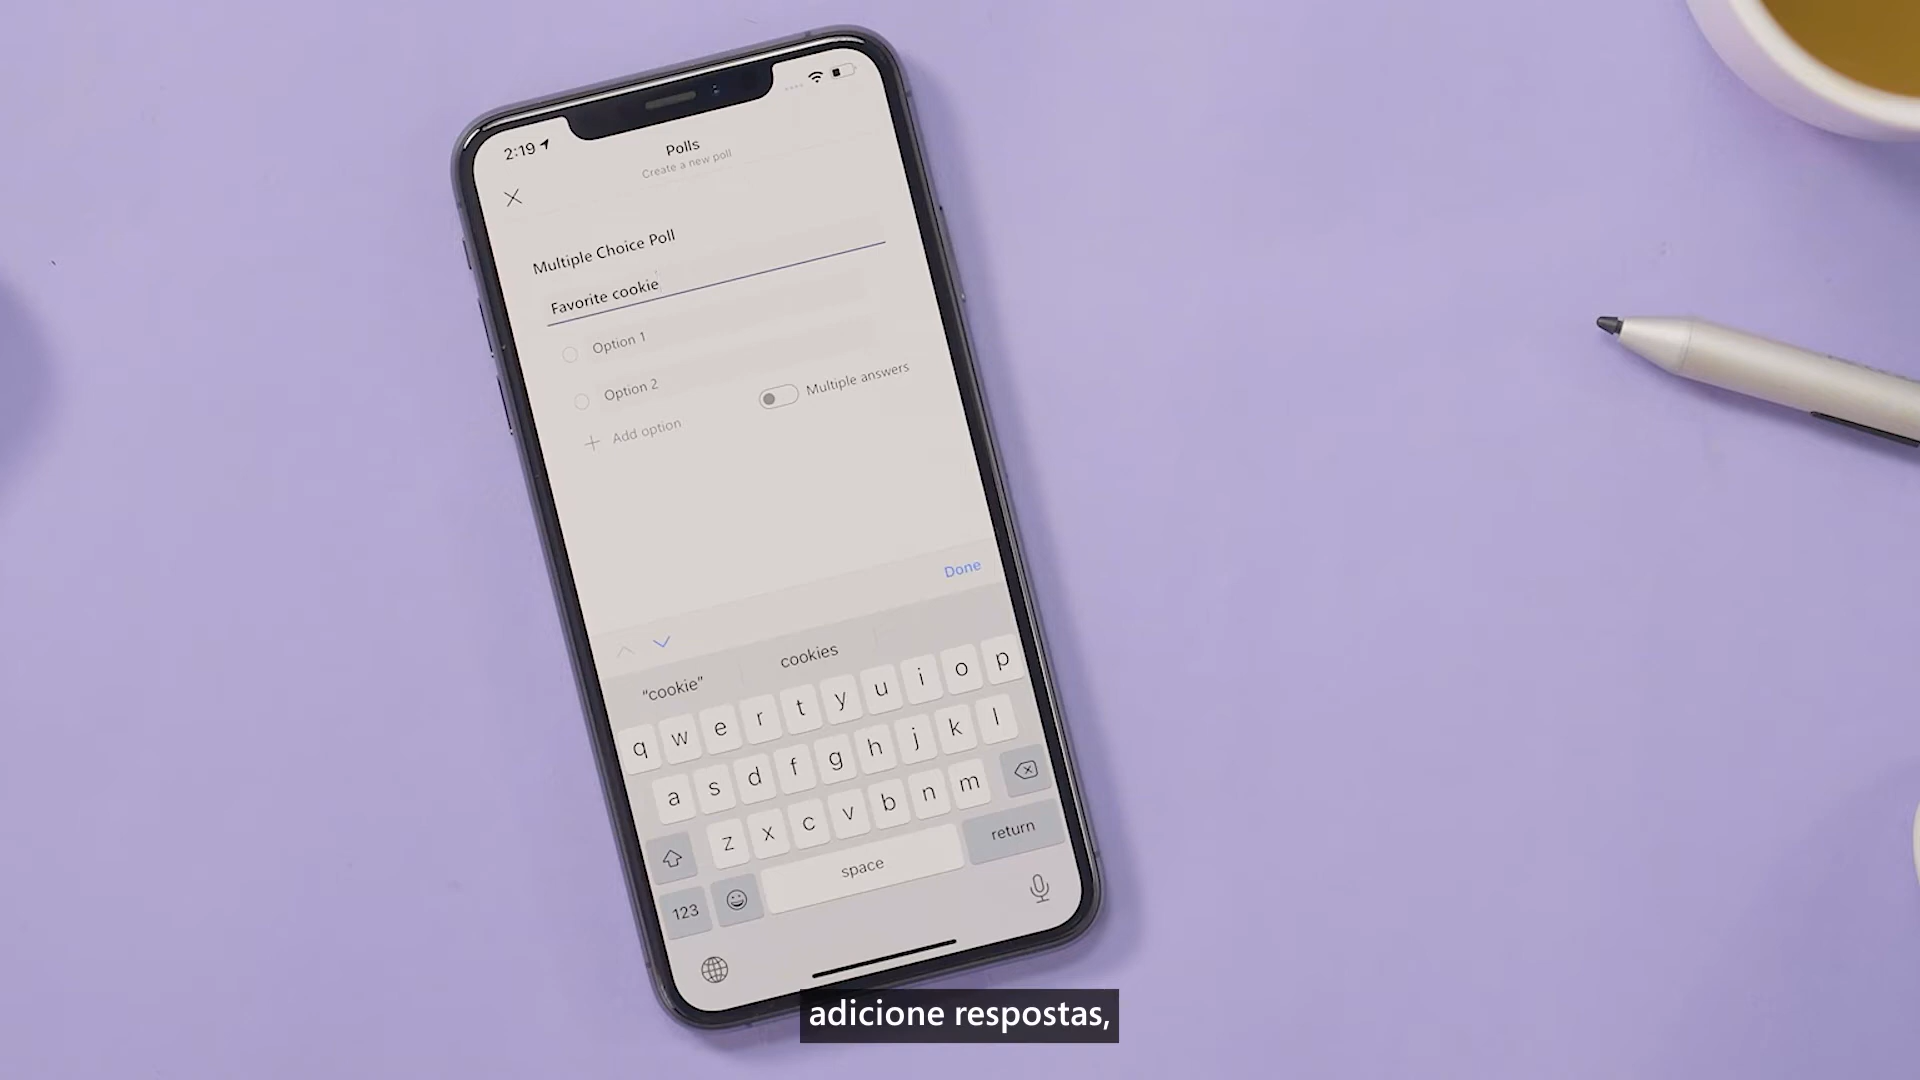 2:19
Polls
Create a new poll
Multiple Choice Poll
Favorite cookie
Option 1
Option 2
Multiple answers
Add option
Done
"cookie" cookies
q w e r t y u i o p
a s d f g h j k l
z x c v b n m
123 space return
adicione respostas,